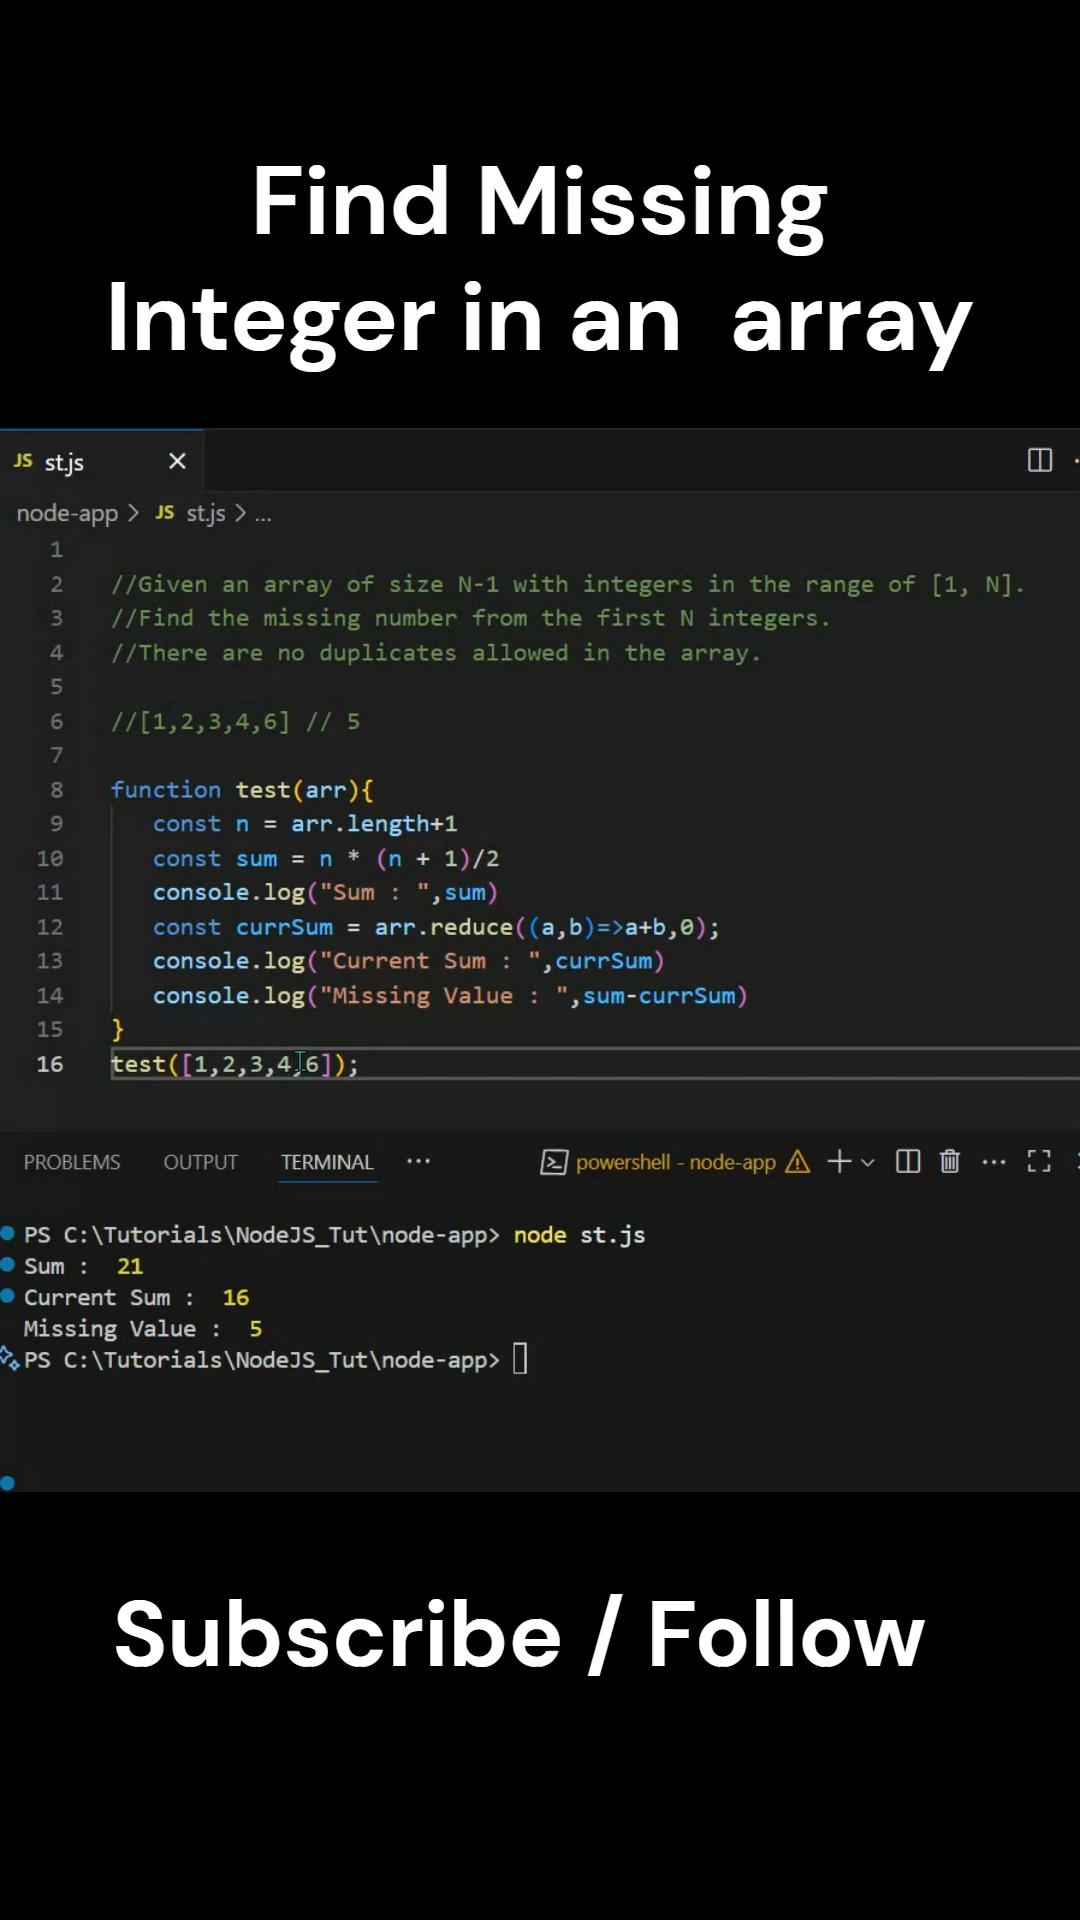 Find Missing
Integer in an array
JS st.js
node-app > JS st.js > ...
1
2 //Given an array of size N-1 with integers in the range of [1, N].
3 //Find the missing number from the first N integers.
4 //There are no duplicates allowed in the array.
5
6 //[1,2,3,4,6] // 5
7
8 function test(arr){
9 const n = arr.length+1
10 const sum = n * (n + 1)/2
11 console.log("Sum : ",sum)
12 const currSum = arr.reduce((a,b)=>a+b,0);
13 console.log("Current Sum : ",currSum)
14 console.log("Missing Value : ",sum-currSum)
15 }
16 test([1,2,3,4,6]);
PROBLEMS OUTPUT TERMINAL ... powershell - node-app
PS C:\Tutorials\NodeJS_Tut\node-app> node st.js
Sum : 21
Current Sum : 16
Missing Value : 5
PS C:\Tutorials\NodeJS_Tut\node-app>
Subscribe / Follow